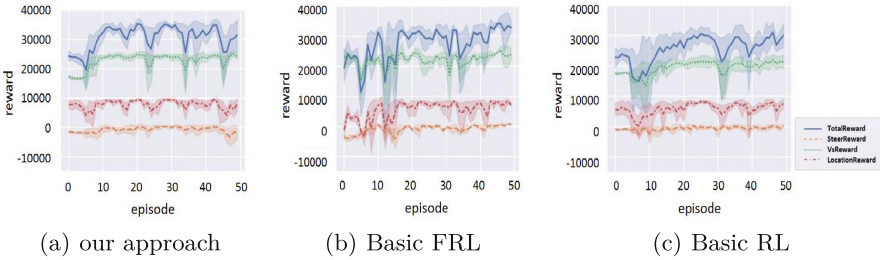 40000
30000
20000
10000
0
-10000
reward
0 10 20 30 40 50
episode
(a) our approach
40000
30000
20000
10000
0
-10000
reward
0 10 20 30 40 50
episode
(b) Basic FRL
40000
30000
20000
10000
0
-10000
reward
0 10 20 30 40 50
episode
(c) Basic RL
TotalReward
SteerReward
VsReward
LocationReward